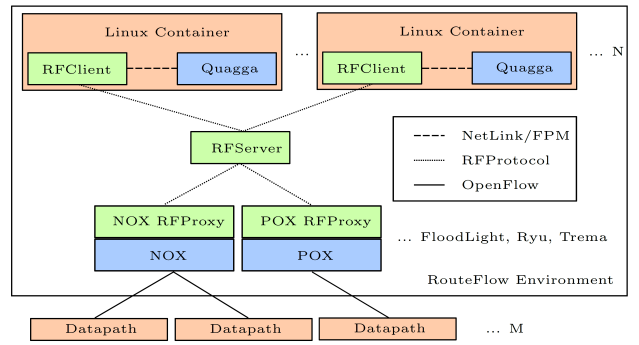 Linux Container
Linux Container
RFClient
Quagga
...
RFClient
Quagga
... N
RFServer
NetLink/FPM
RFProtocol
OpenFlow
NOX RFProxy
POX RFProxy
NOX
POX
... FloodLight, Ryu, Trema
RouteFlow Environment
Datapath
Datapath
Datapath
... M